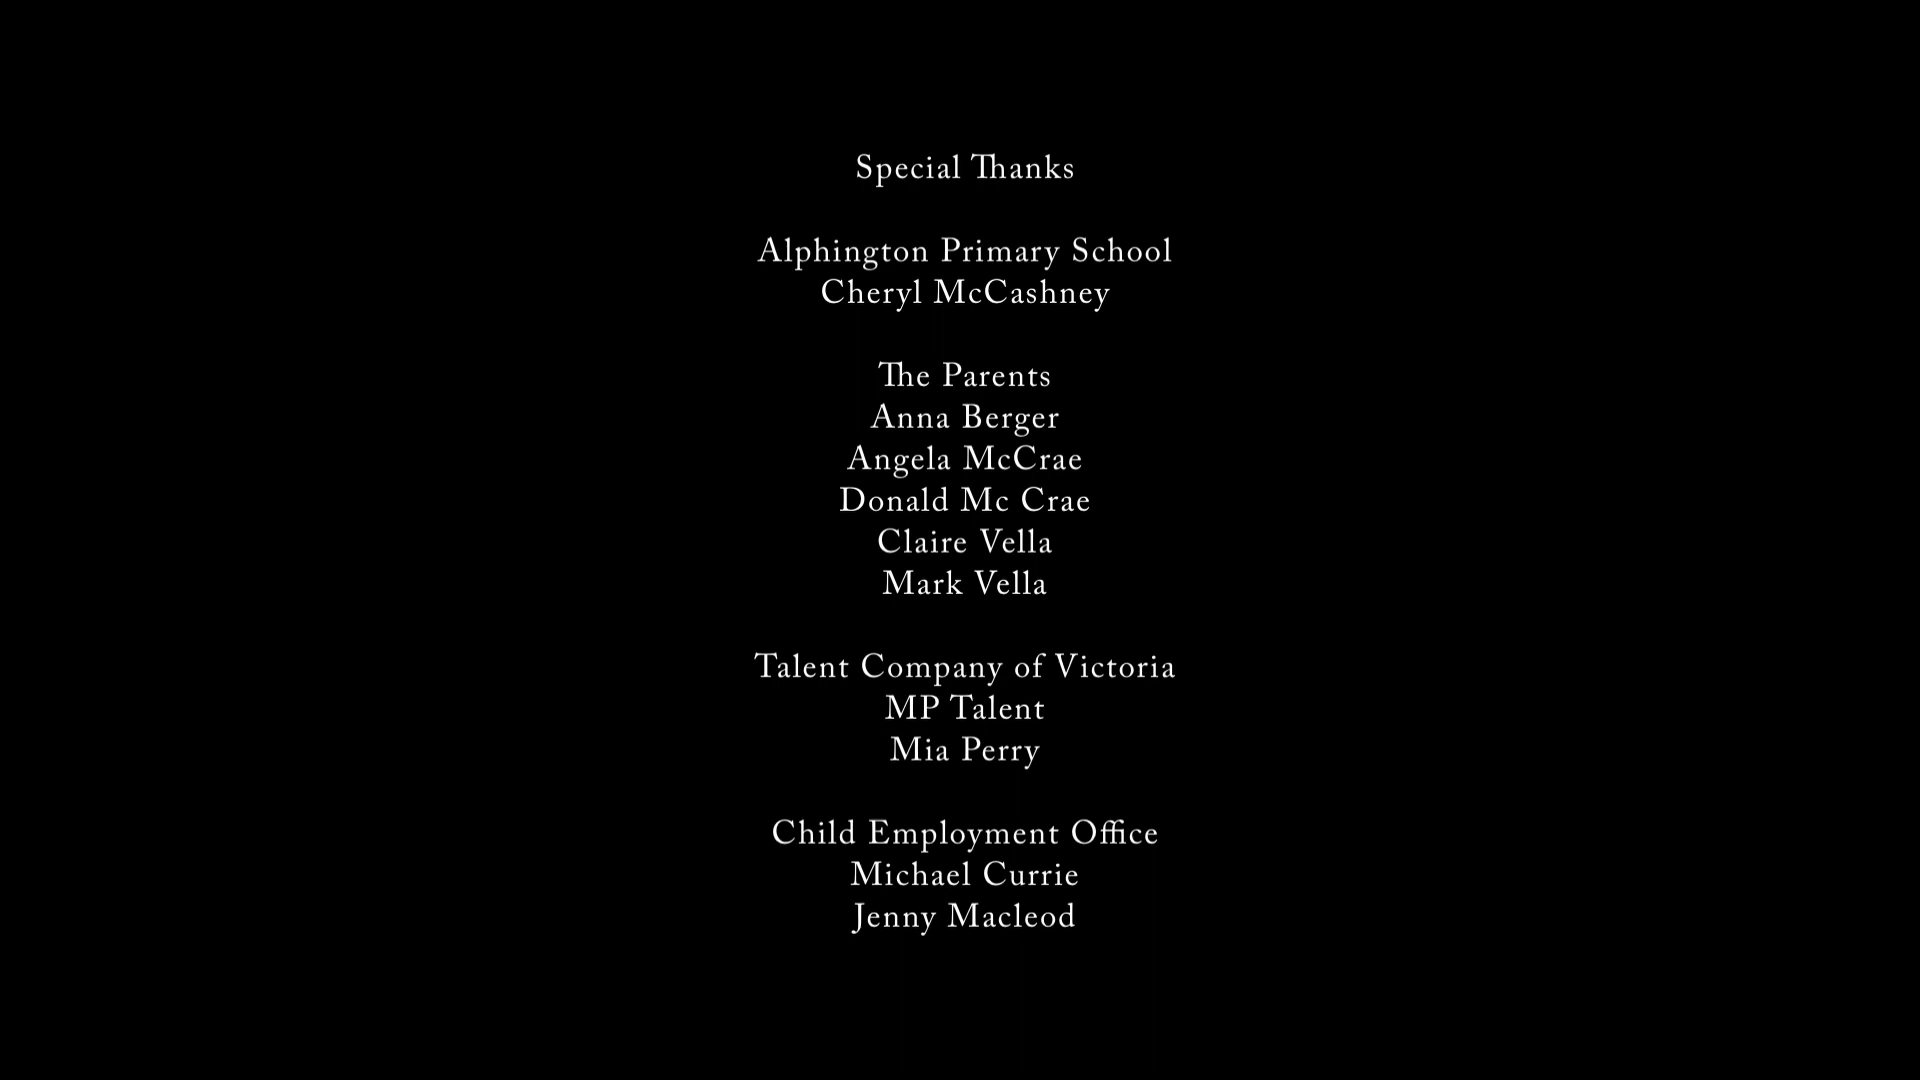 Special Thanks
Alphington Primary School
Cheryl McCashney
The Parents
Anna Berger
Angela McCrae
Donald Mc Crae
Claire Vella
Mark Vella
Talent Company of Victoria
MP Talent
Mia Perry
Child Employment Office
Michael Currie
Jenny Macleod